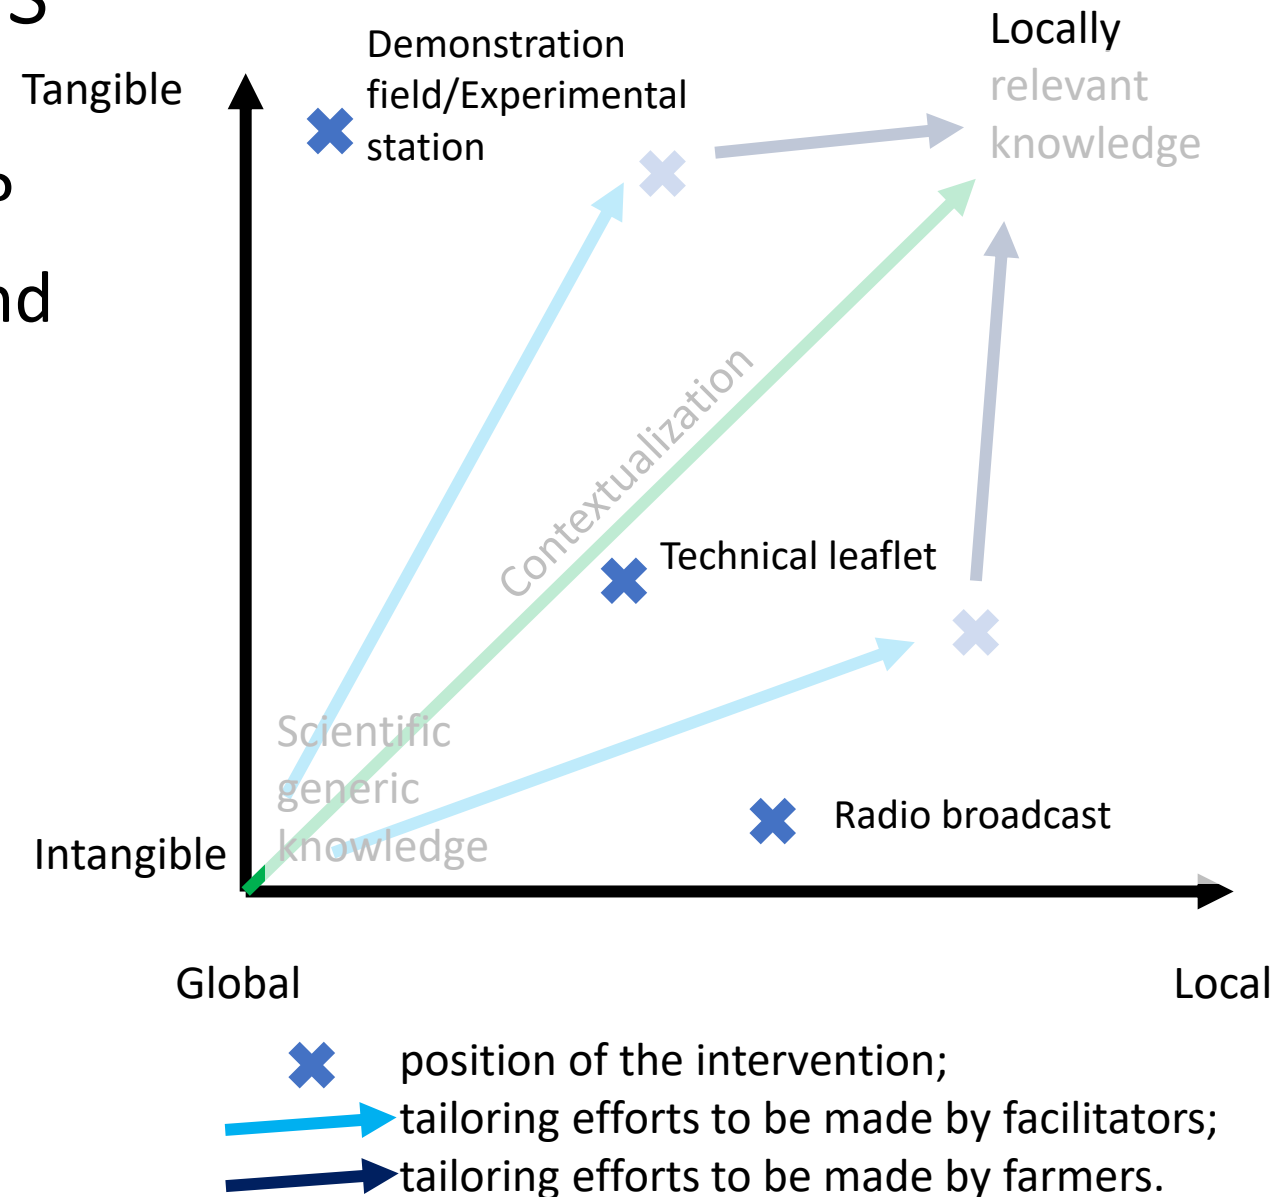 Demonstration
field/Experimental
station
Locally
relevant
knowledge
Tangible
nd
Contextualization
Technical leaflet
Scientific
generic
knowledge
Radio broadcast
Intangible
Global
Local
position of the intervention;
tailoring efforts to be made by facilitators;
tailoring efforts to be made by farmers.